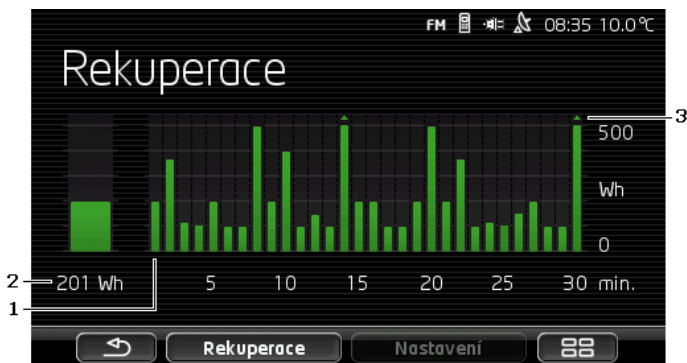 FM 08:35 10.0°C
Rekuperace
3
500
Wh
0
2 201 Wh 5 10 15 20 25 30 min.
1
Rekuperace Nastavení